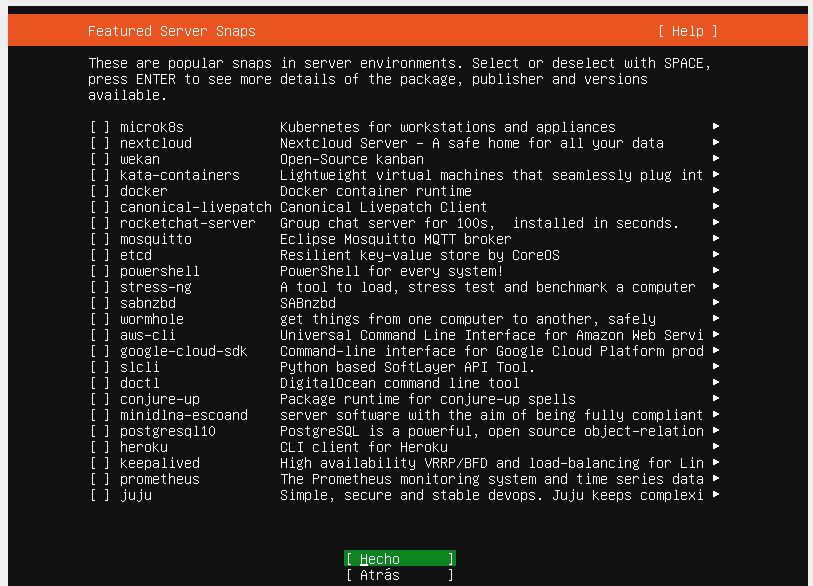 Featured Server Snaps [ Help ]
These are popular snaps in server environments. Select or deselect with SPACE,
press ENTER to see more details of the package, publisher and versions
available.
[ ] microk8s Kubernetes for workstations and appliances ▸
[ ] nextcloud Nextcloud Server - A safe home for all your data ▸
[ ] wekan Open-Source kanban ▸
[ ] kata-containers Lightweight virtual machines that seamlessly plug int ▸
[ ] docker Docker container runtime ▸
[ ] canonical-livepatch Canonical Livepatch Client ▸
[ ] rocketchat-server Group chat server for 100s, installed in seconds. ▸
[ ] mosquitto Eclipse Mosquitto MQTT broker ▸
[ ] etcd Resilient key-value store by CoreOS ▸
[ ] powershell PowerShell for every system! ▸
[ ] stress-ng A tool to load, stress test and benchmark a computer ▸
[ ] sabnzbd SABnzbd ▸
[ ] wormhole get things from one computer to another, safely ▸
[ ] aws-cli Universal Command Line Interface for Amazon Web Servi ▸
[ ] google-cloud-sdk Command-line interface for Google Cloud Platform prod ▸
[ ] slcli Python based SoftLayer API Tool. ▸
[ ] doctl DigitalOcean command line tool ▸
[ ] conjure-up Package runtime for conjure-up spells ▸
[ ] minidlna-escoand server software with the aim of being fully compliant ▸
[ ] postgresql10 PostgreSQL is a powerful, open source object-relation ▸
[ ] heroku CLI client for Heroku ▸
[ ] keepalived High availability VRRP/BFD and load-balancing for Lin ▸
[ ] prometheus The Prometheus monitoring system and time series data ▸
[ ] juju Simple, secure and stable devops. Juju keeps complexi ▸
[ Hecho ]
[ Atrás ]